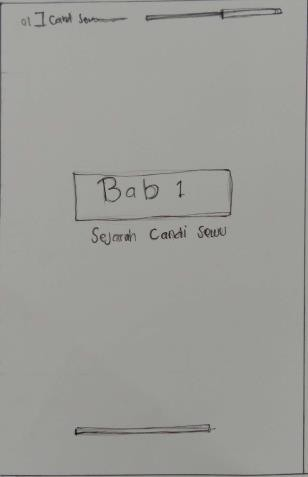 01 ] Candi Sewu
Bab 1
Sejarah Candi Sewu